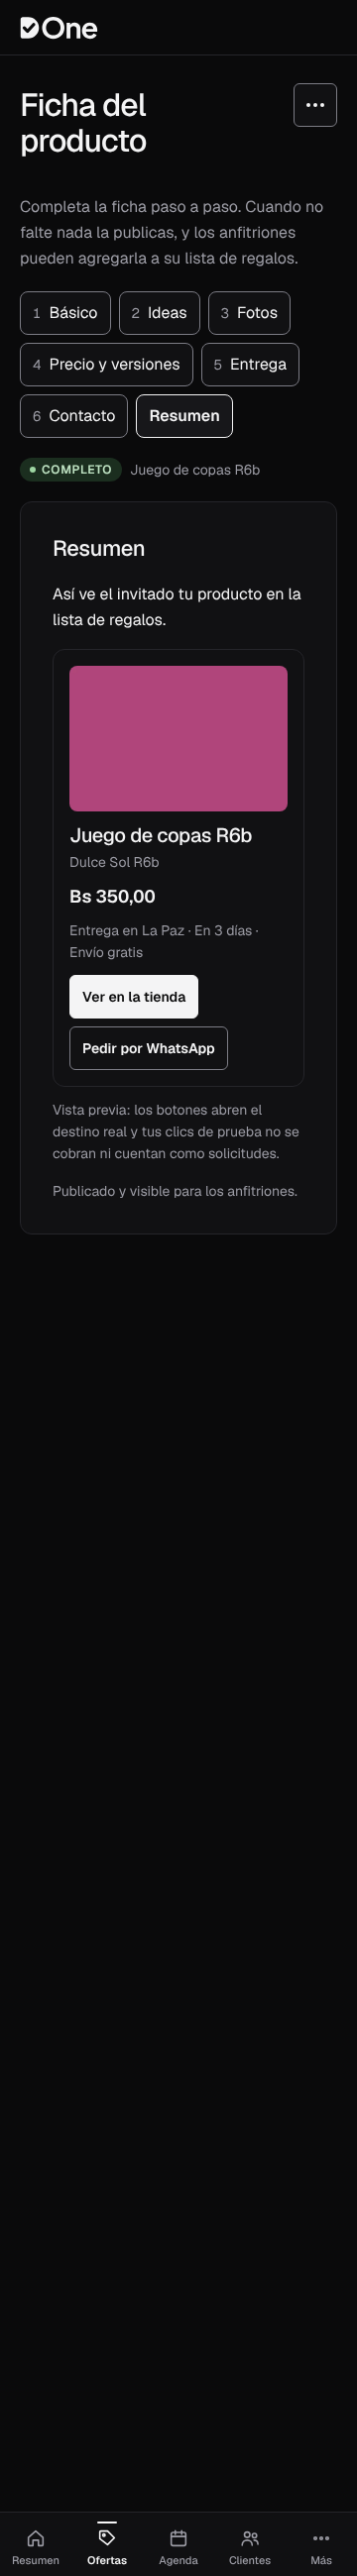 DOne
Ficha del
producto
Completa la ficha paso a paso. Cuando no
falte nada la publicas, y los anfitriones
pueden agregarla a su lista de regalos.
1 Básico 2 Ideas 3 Fotos
4 Precio y versiones 5 Entrega
6 Contacto Resumen
COMPLETO Juego de copas R6b
Resumen
Así ve el invitado tu producto en la
lista de regalos.
Juego de copas R6b
Dulce Sol R6b
Bs 350,00
Entrega en La Paz · En 3 días ·
Envío gratis
Ver en la tienda
Pedir por WhatsApp
Vista previa: los botones abren el
destino real y tus clics de prueba no se
cobran ni cuentan como solicitudes.
Publicado y visible para los anfitriones.
Resumen Ofertas Agenda Clientes Más